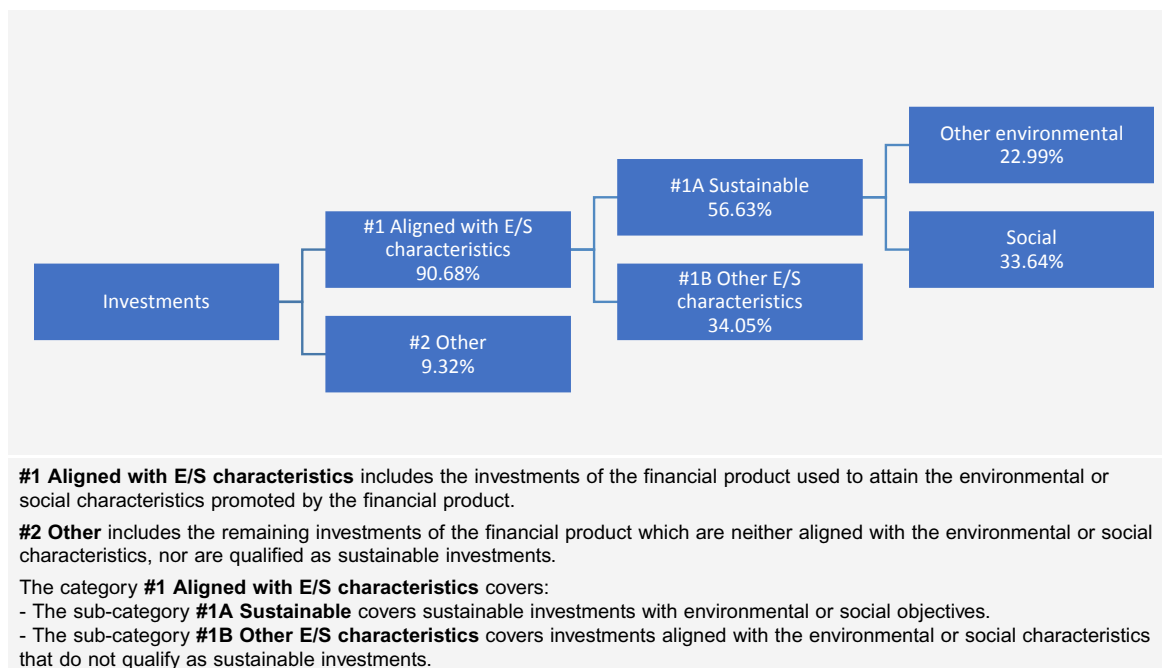 Investments
#1 Aligned with E/S
characteristics
90.68%
#2 Other
9.32%
#1A Sustainable
56.63%
#1B Other E/S
characteristics
34.05%
Other environmental
22.99%
Social
33.64%
#1 Aligned with E/S characteristics includes the investments of the financial product used to attain the environmental or
social characteristics promoted by the financial product.
#2 Other includes the remaining investments of the financial product which are neither aligned with the environmental or social
characteristics, nor are qualified as sustainable investments.
The category #1 Aligned with E/S characteristics covers:
- The sub-category #1A Sustainable covers sustainable investments with environmental or social objectives.
- The sub-category #1B Other E/S characteristics covers investments aligned with the environmental or social characteristics
that do not qualify as sustainable investments.